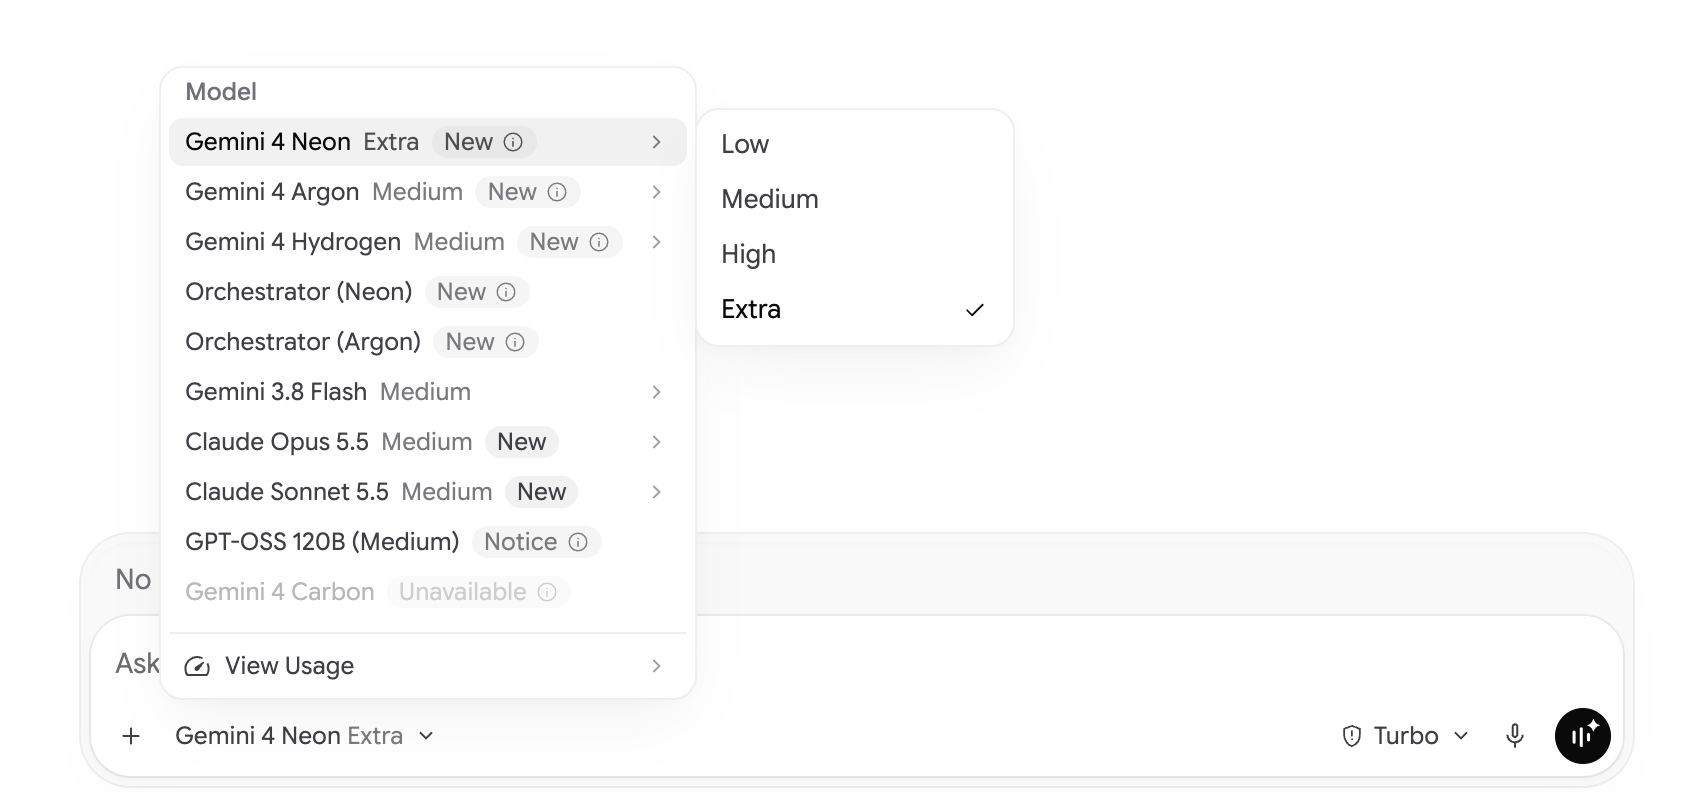 Model
Gemini 4 Neon Extra New
Gemini 4 Argon Medium New
Gemini 4 Hydrogen Medium New
Orchestrator (Neon) New
Orchestrator (Argon) New
Gemini 3.8 Flash Medium
Claude Opus 5.5 Medium New
Claude Sonnet 5.5 Medium New
GPT-OSS 120B (Medium) Notice
Gemini 4 Carbon Unavailable
View Usage
Low
Medium
High
Extra
No
Ask
Gemini 4 Neon Extra
Turbo